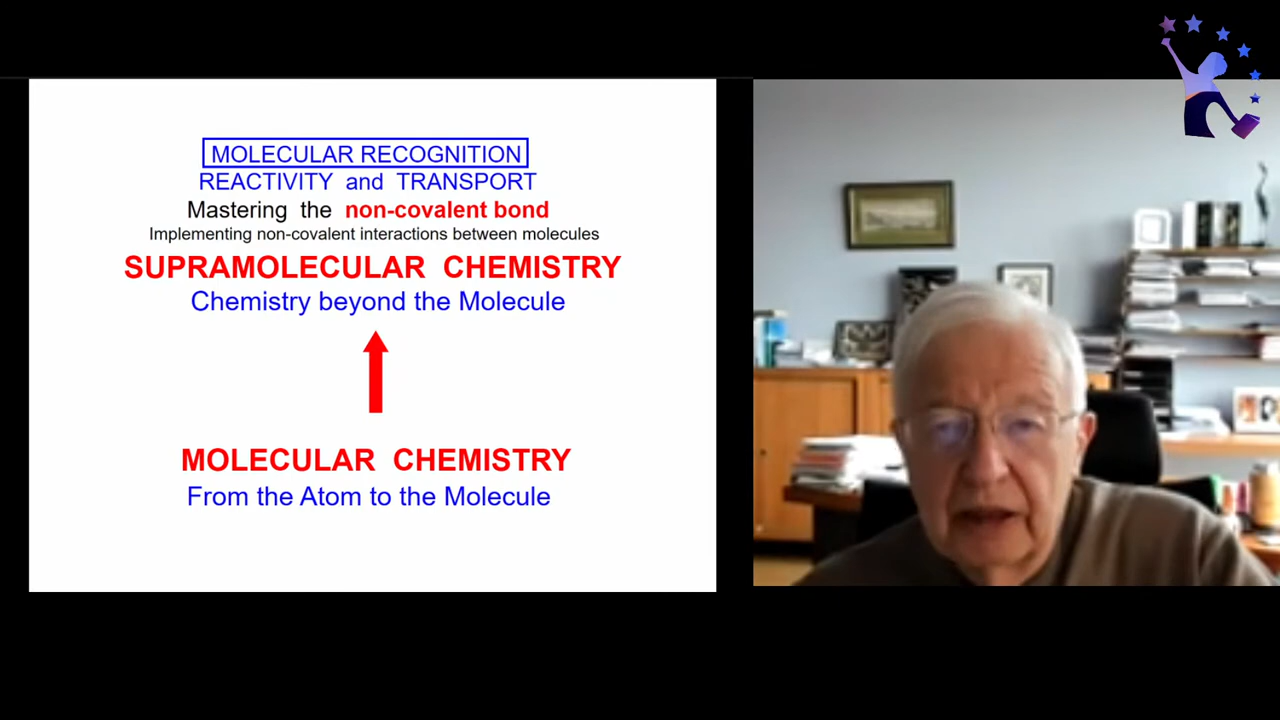 MOLECULAR RECOGNITION
REACTIVITY and TRANSPORT
Mastering the non-covalent bond
Implementing non-covalent interactions between molecules
SUPRAMOLECULAR CHEMISTRY
Chemistry beyond the Molecule
MOLECULAR CHEMISTRY
From the Atom to the Molecule